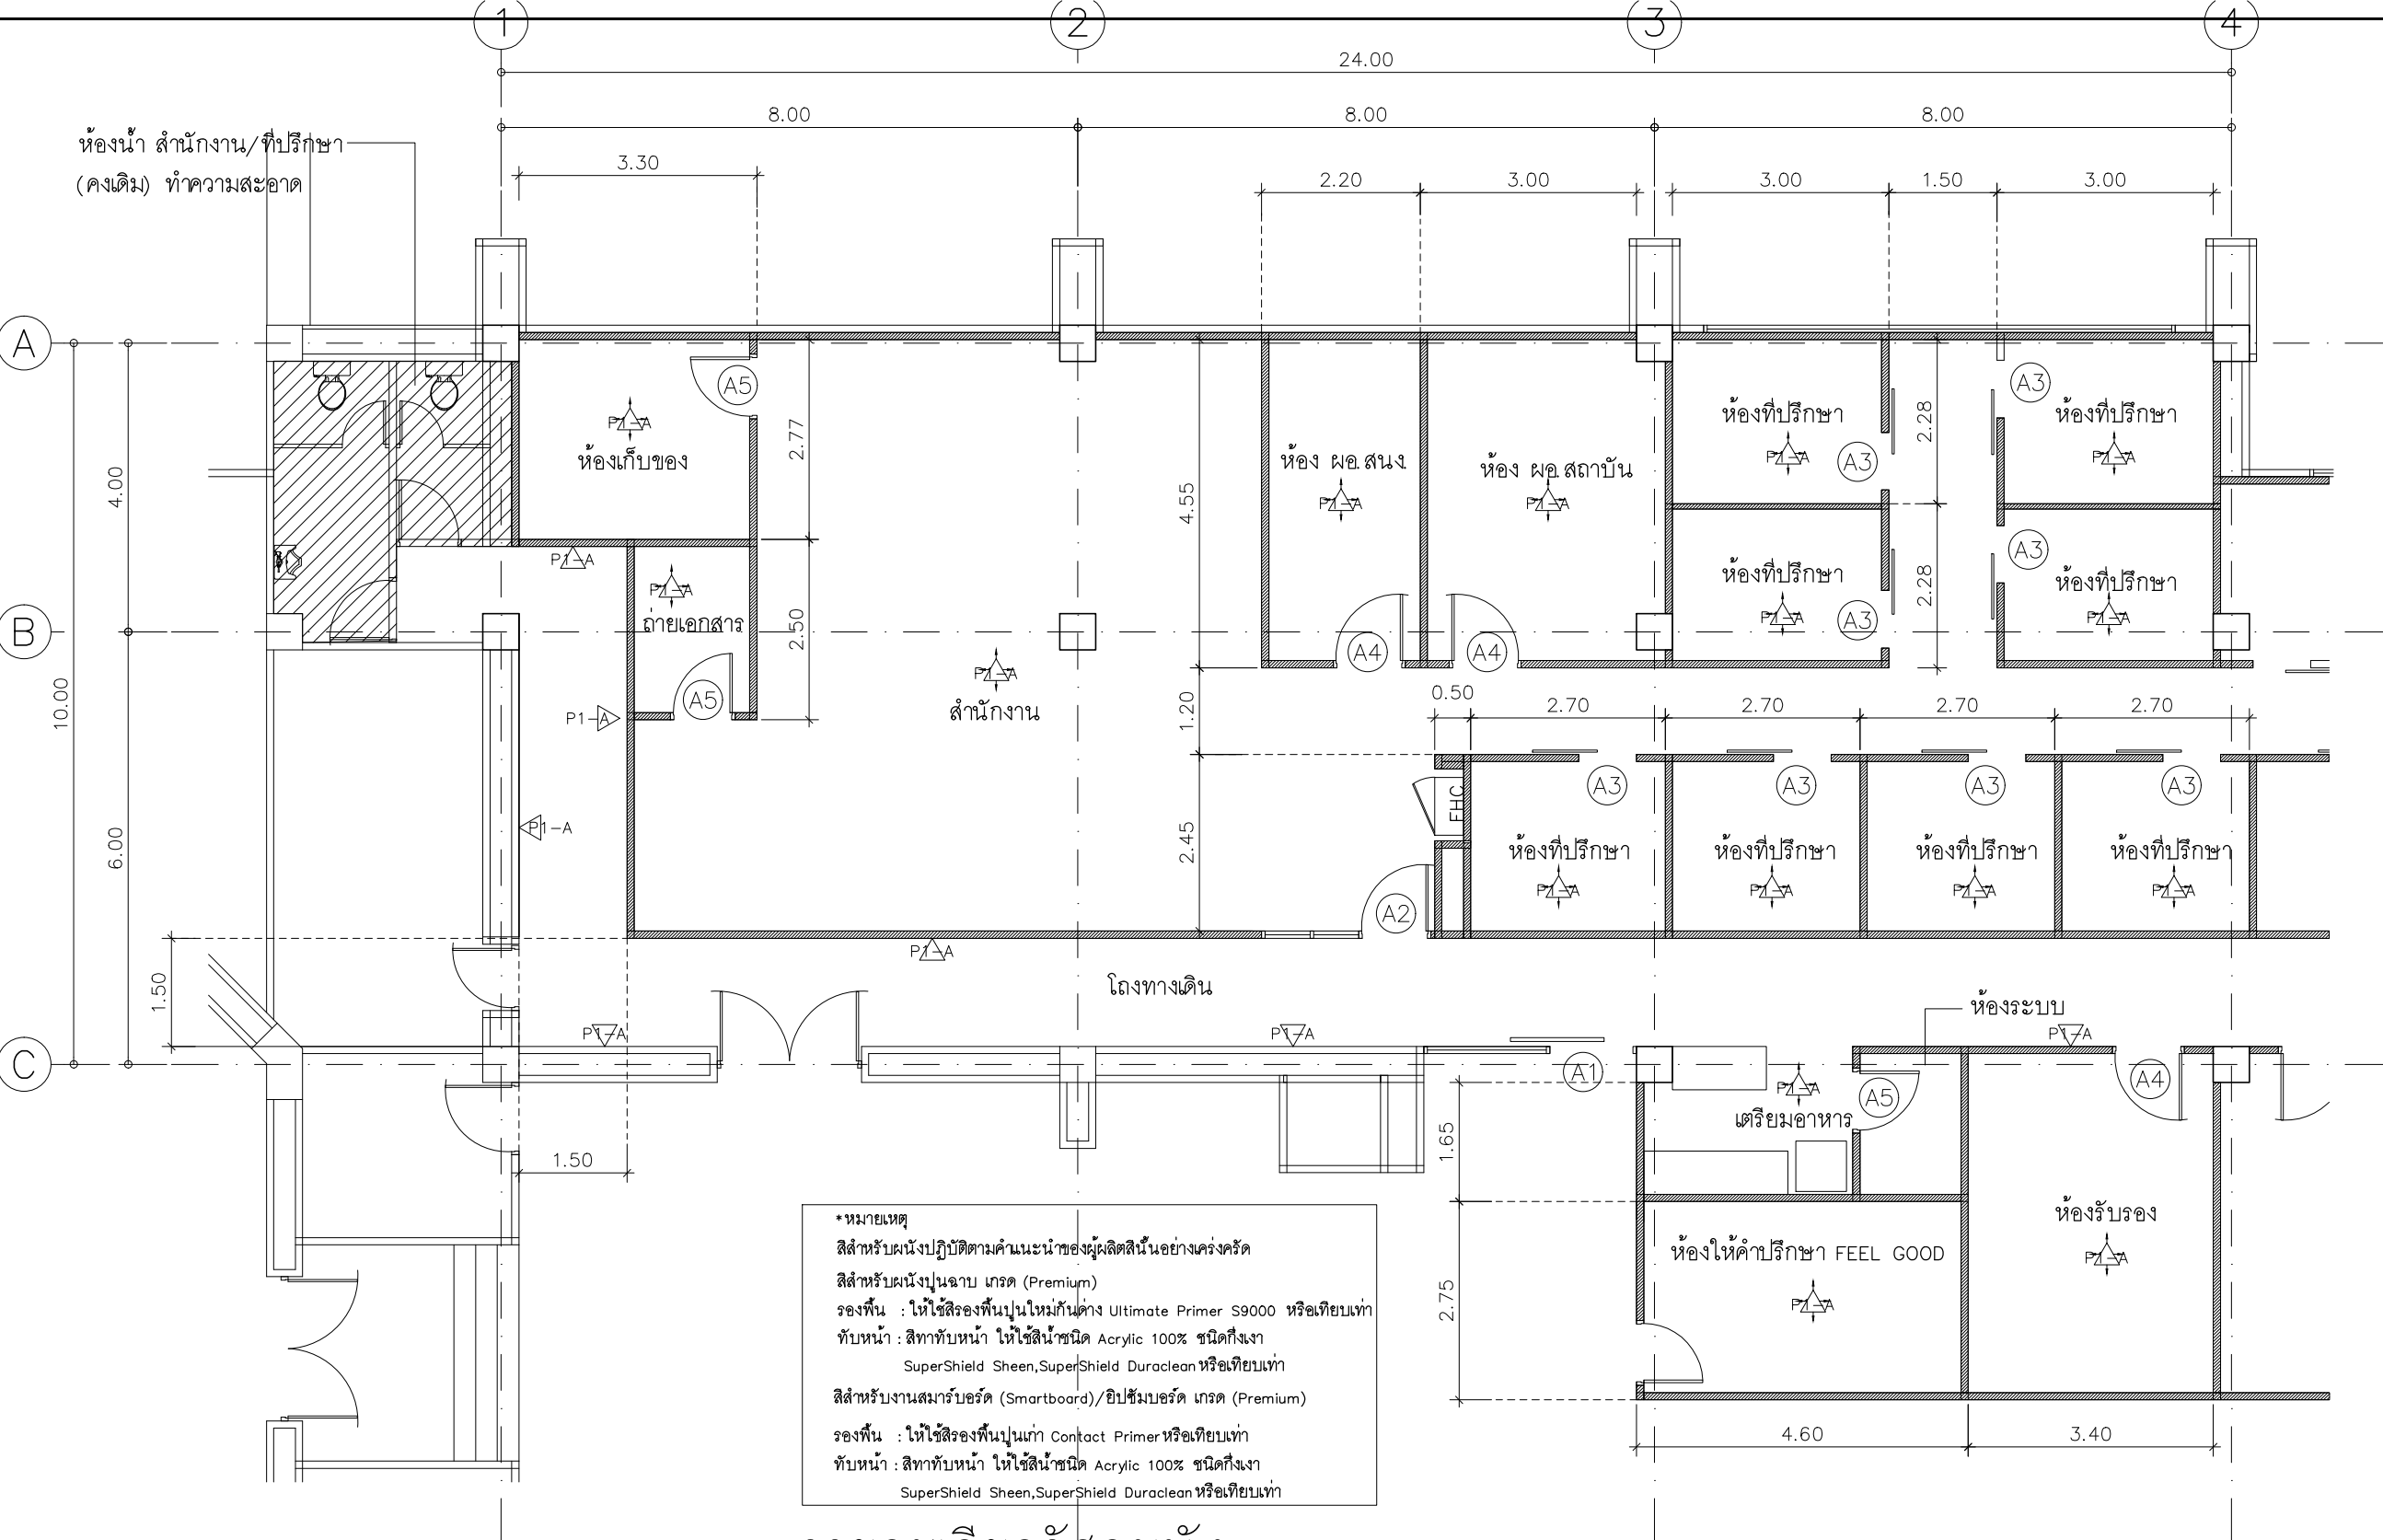 1
2
3
4
24.00
8.00
8.00
8.00
ห้องน้ำ สำนักงาน/ที่ปรึกษา
(คงเดิม) ทำความสะอาด
3.30
2.20
3.00
3.00
1.50
3.00
A
A5
A3
P1-A
ห้องเก็บของ
2.77
ห้อง ผอ.สนง.
P1-A
ห้อง ผอ.สถาบัน
P1-A
ห้องที่ปรึกษา
P1-A
A3
2.28
ห้องที่ปรึกษา
P1-A
4.00
4.55
P1-A
P1-A
ถ่ายเอกสาร
2.50
A3
ห้องที่ปรึกษา
P1-A
A3
2.28
ห้องที่ปรึกษา
P1-A
B
A4
A4
10.00
P1-A
A5
P1-A
สำนักงาน
1.20
0.50
2.70
2.70
2.70
2.70
6.00
P1-A
2.45
FHC
A3
A3
A3
A3
ห้องที่ปรึกษา
ห้องที่ปรึกษา
ห้องที่ปรึกษา
ห้องที่ปรึกษา
P1-A
P1-A
P1-A
P1-A
A2
P1-A
1.50
โถงทางเดิน
ห้องระบบ
P1-A
P1-A
P1-A
C
A1
P1-A
A5
A4
เตรียมอาหาร
1.65
1.50
ห้องรับรอง
P1-A
ห้องให้คำปรึกษา FEEL GOOD
P1-A
2.75
4.60
3.40
*หมายเหตุ
สีสำหรับผนังปฏิบัติตามคำแนะนำของผู้ผลิตสีนั้นอย่างเคร่งครัด
สีสำหรับผนังปูนฉาบ เกรด (Premium)
รองพื้น : ให้ใช้สีรองพื้นปูนใหม่กันด่าง Ultimate Primer S9000 หรือเทียบเท่า
ทับหน้า : สีทาทับหน้า ให้ใช้สีน้ำชนิด Acrylic 100% ชนิดกึ่งเงา
SuperShield Sheen,SuperShield Duraclean หรือเทียบเท่า
สีสำหรับงานสมาร์บอร์ด (Smartboard)/ยิปซัมบอร์ด เกรด (Premium)
รองพื้น : ให้ใช้สีรองพื้นปูนเก่า Contact Primer หรือเทียบเท่า
ทับหน้า : สีทาทับหน้า ให้ใช้สีน้ำชนิด Acrylic 100% ชนิดกึ่งเงา
SuperShield Sheen,SuperShield Duraclean หรือเทียบเท่า